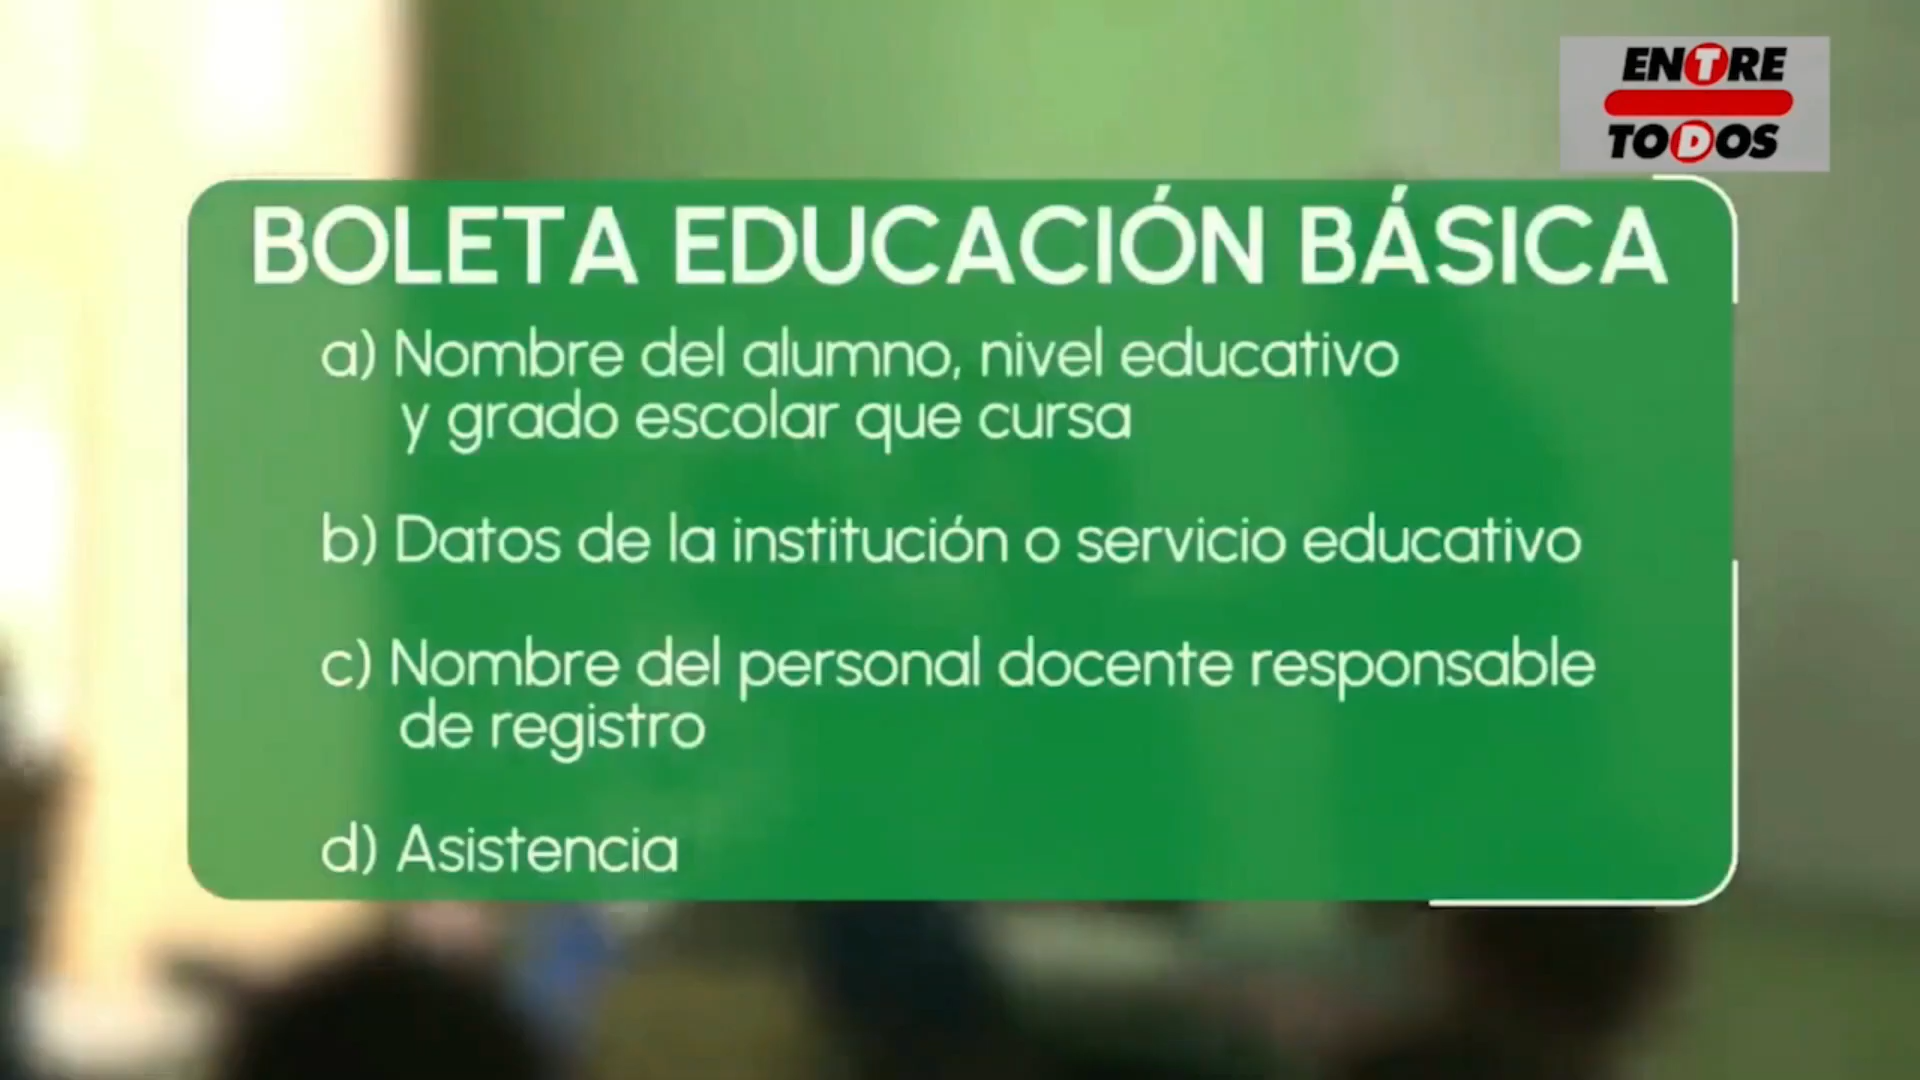 ENTRE
TODOS
BOLETA EDUCACIÓN BÁSICA
a) Nombre del alumno, nivel educativo
y grado escolar que cursa
b) Datos de la institución o servicio educativo
c) Nombre del personal docente responsable
de registro
d) Asistencia